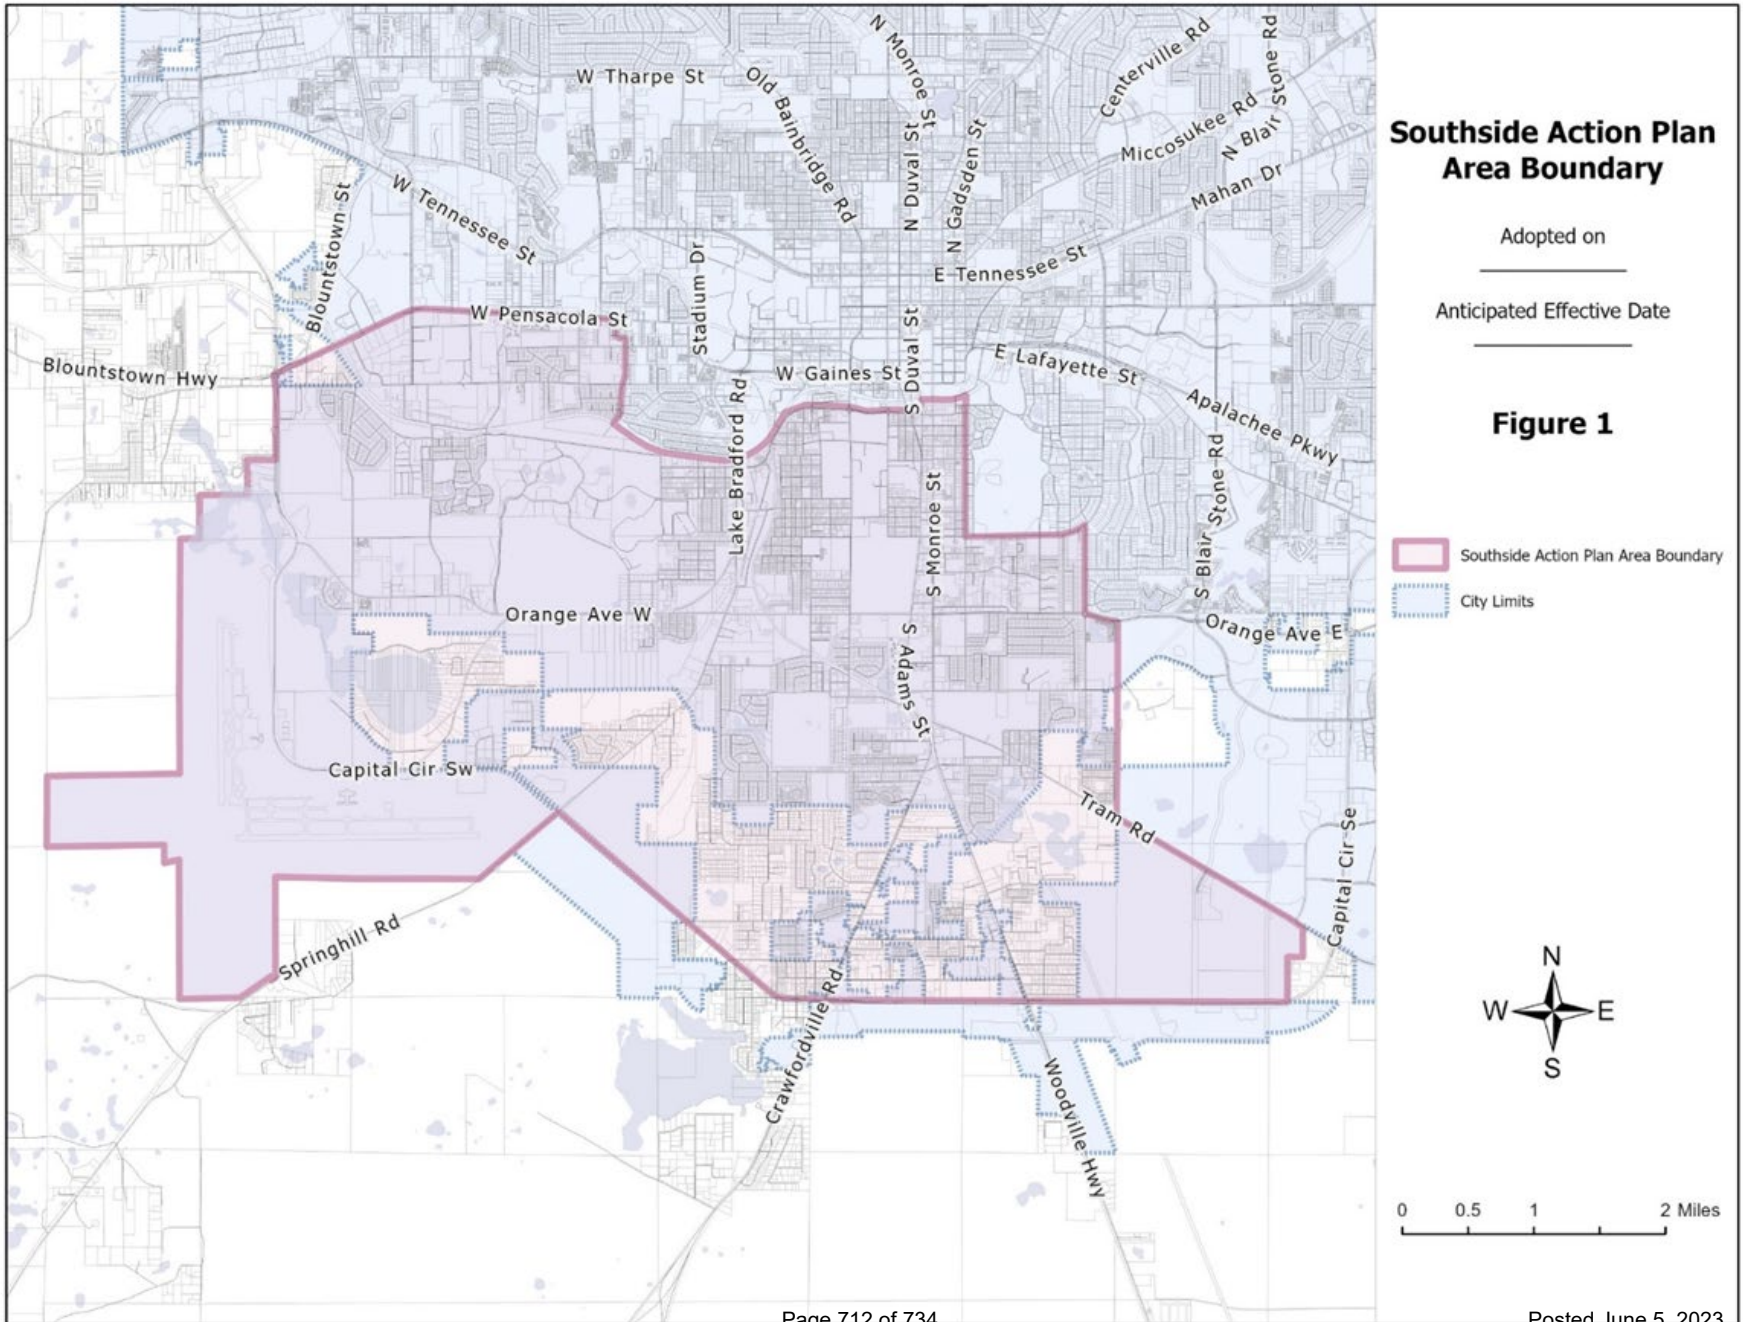 Southside Action Plan
Area Boundary
Adopted on
Anticipated Effective Date
Figure 1
Southside Action Plan Area Boundary
City Limits
N
W E
S
0 0.5 1 2 Miles
N Monroe St
Centerville Rd
N Blair Stone Rd
W Tharpe St
Old Bainbridge Rd
Miccosukee Rd
N Duval St
N Gadsden St
Mahan Dr
W Tennessee St
Blountstown St
Stadium Dr
E Tennessee St
W Pensacola St
S Duval St
E Lafayette St
Blountstown Hwy
W Gaines St
Apalachee Pkwy
Lake Bradford Rd
S Monroe St
S Blair Stone Rd
Orange Ave W
Orange Ave E
S Adams St
Capital Cir Sw
Tram Rd
Capital Cir Se
Springhill Rd
Crawfordville Rd
Woodville Hwy
Page 712 of 734
Posted June 5, 2023